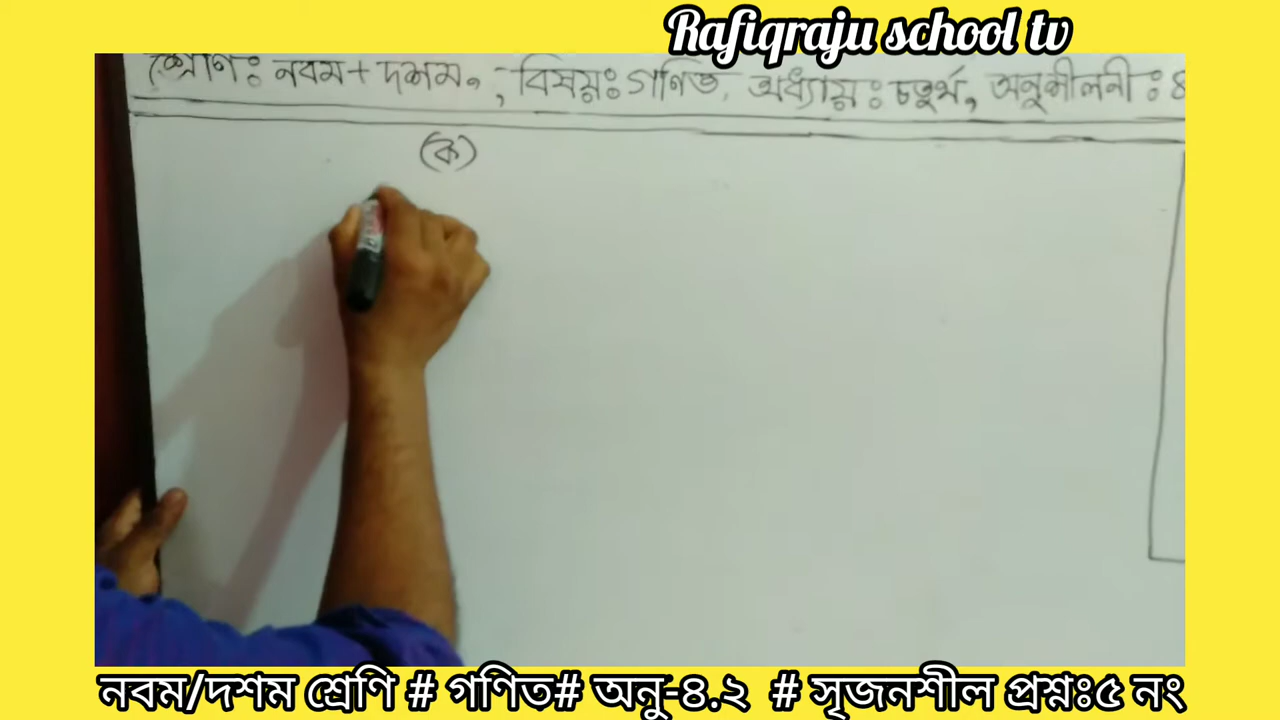 Rafiqraju school tv
শ্রেণিঃ নবম + দশম, ; বিষয়ঃ গণিত, অধ্যায়ঃ চতুর্থ, অনুশীলনী : ৪
(ক)
নবম/দশম শ্রেণি # গণিত# অনু-৪.২ # সৃজনশীল প্রশ্নঃ৫ নং